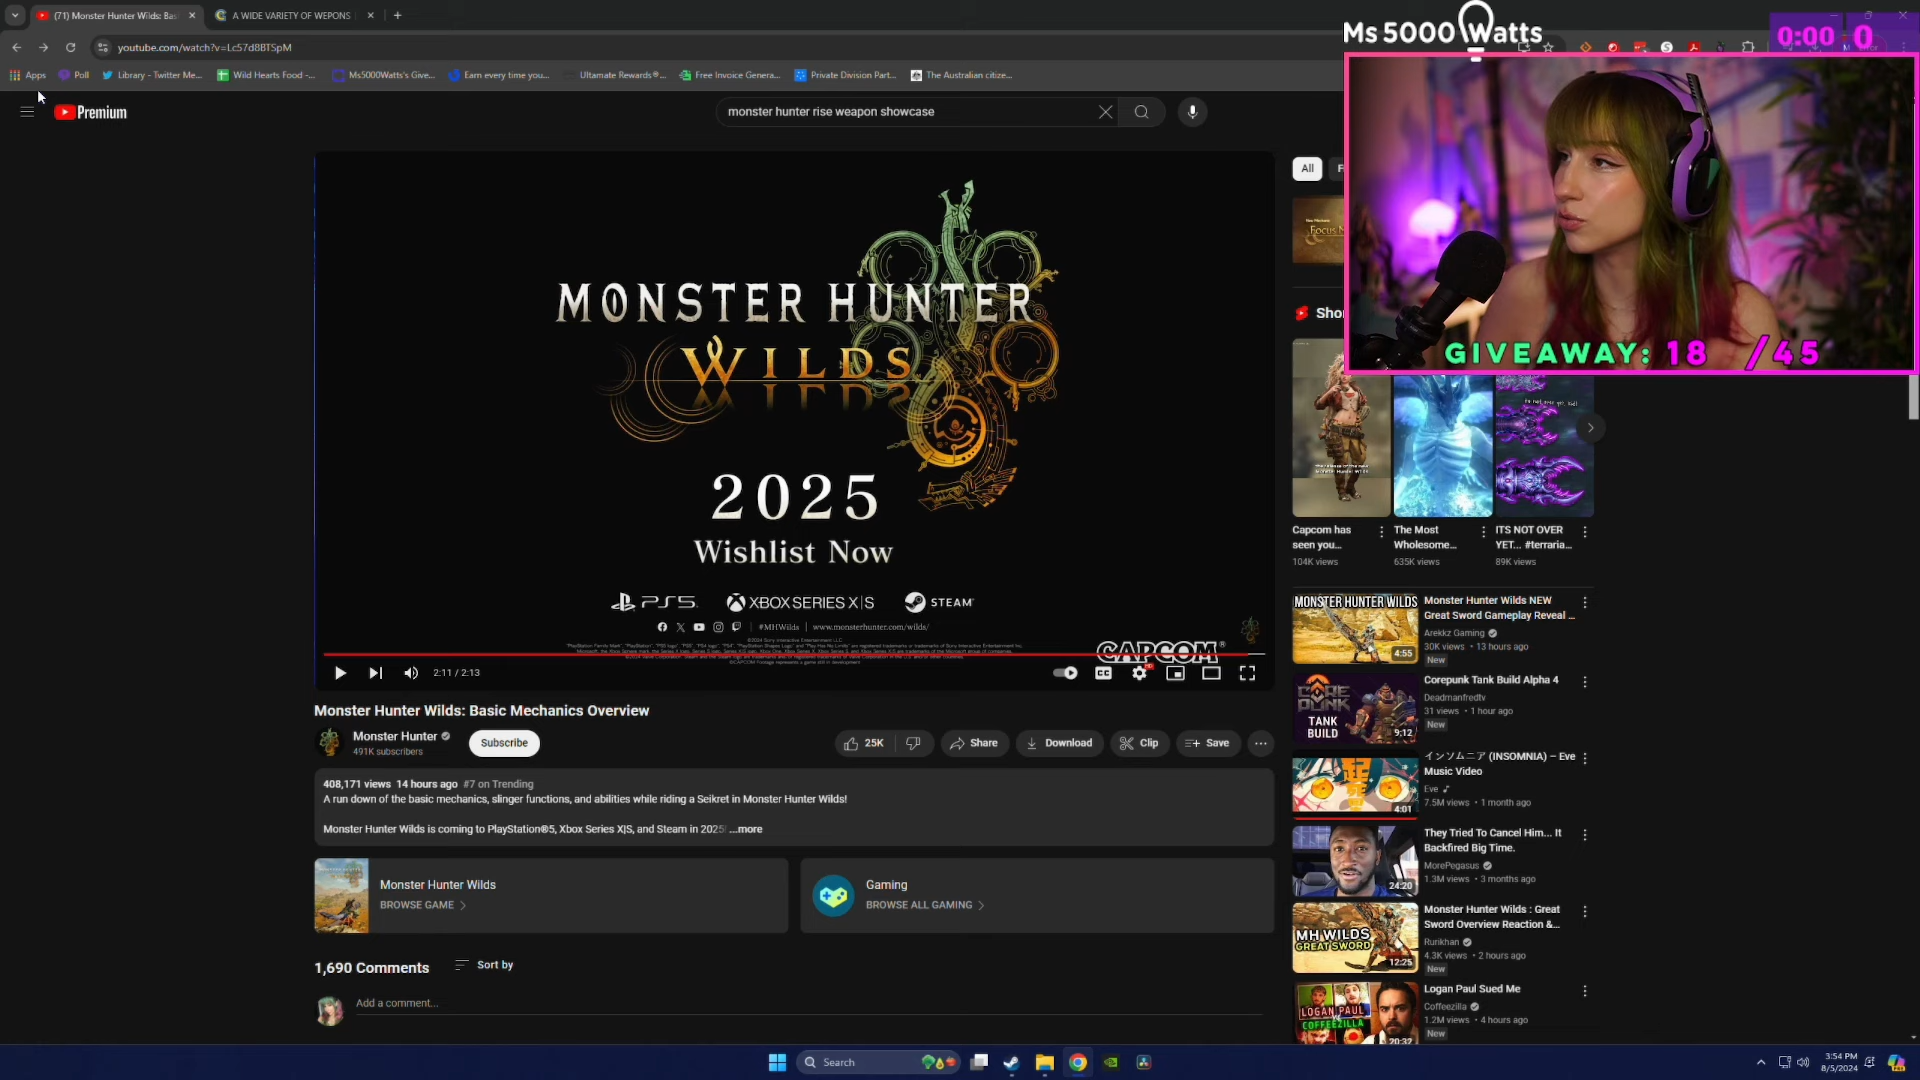 (71) Monster Hunter Wilds: Bas
A WIDE VARIETY OF WEPONS
youtube.com/watch?v=Lc57d8BTSpM
Apps
Poll
Library - Twitter Me...
Wild Hearts Food -...
Ms5000Watts's Give...
Earn every time you...
Ultamate Rewards®...
Free Invoice Genera...
Private Division Part...
The Australian citize...
Ms 5000 Watts
0:00 0
Premium
monster hunter rise weapon showcase
All
MONSTER HUNTER
WILDS
2025
Wishlist Now
PS5
XBOX SERIES X|S
STEAM
#MHWilds
www.monsterhunter.com/wilds/
CAPCOM
2:11 / 2:13
Monster Hunter Wilds: Basic Mechanics Overview
Monster Hunter
491K subscribers
Subscribe
25K
Share
Download
Clip
Save
408,171 views 14 hours ago #7 on Trending
A run down of the basic mechanics, slinger functions, and abilities while riding a Seikret in Monster Hunter Wilds!
Monster Hunter Wilds is coming to PlayStation®5, Xbox Series X|S, and Steam in 2025! ...more
Monster Hunter Wilds
BROWSE GAME
Gaming
BROWSE ALL GAMING
1,690 Comments
Sort by
Add a comment...
GIVEAWAY: 18 /45
Sho
Capcom has seen you...
104K views
The Most Wholesome...
635K views
ITS NOT OVER YET... #terraria...
89K views
MONSTER HUNTER WILDS
4:55
Monster Hunter Wilds NEW
Great Sword Gameplay Reveal ...
Arekkz Gaming
30K views • 13 hours ago
New
CORE PUNK
TANK BUILD
9:12
Corepunk Tank Build Alpha 4
Deadmanfredtv
31 views • 1 hour ago
New
4:01
インソムニア (INSOMNIA) – Eve
Music Video
Eve
7.5M views • 1 month ago
24:20
They Tried To Cancel Him... It
Backfired Big Time.
MorePegasus
1.3M views • 3 months ago
MH WILDS
GREAT SWORD
12:25
Monster Hunter Wilds : Great
Sword Overview Reaction &...
Rurikhan
4.3K views • 2 hours ago
New
LOGAN PAUL
COFFEEZILLA
20:32
Logan Paul Sued Me
Coffeezilla
1.2M views • 4 hours ago
New
Search
3:54 PM
8/5/2024